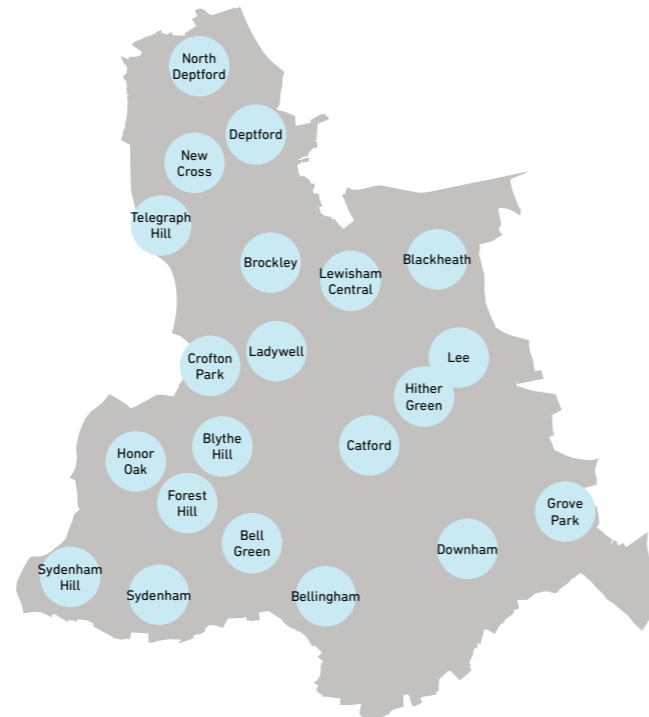 North
Deptford
Deptford
New
Cross
Telegraph
Hill
Brockley
Lewisham
Central
Blackheath
Crofton
Park
Ladywell
Lee
Hither
Green
Honor
Oak
Blythe
Hill
Catford
Forest
Hill
Bell
Green
Grove
Park
Downham
Sydenham
Hill
Sydenham
Bellingham